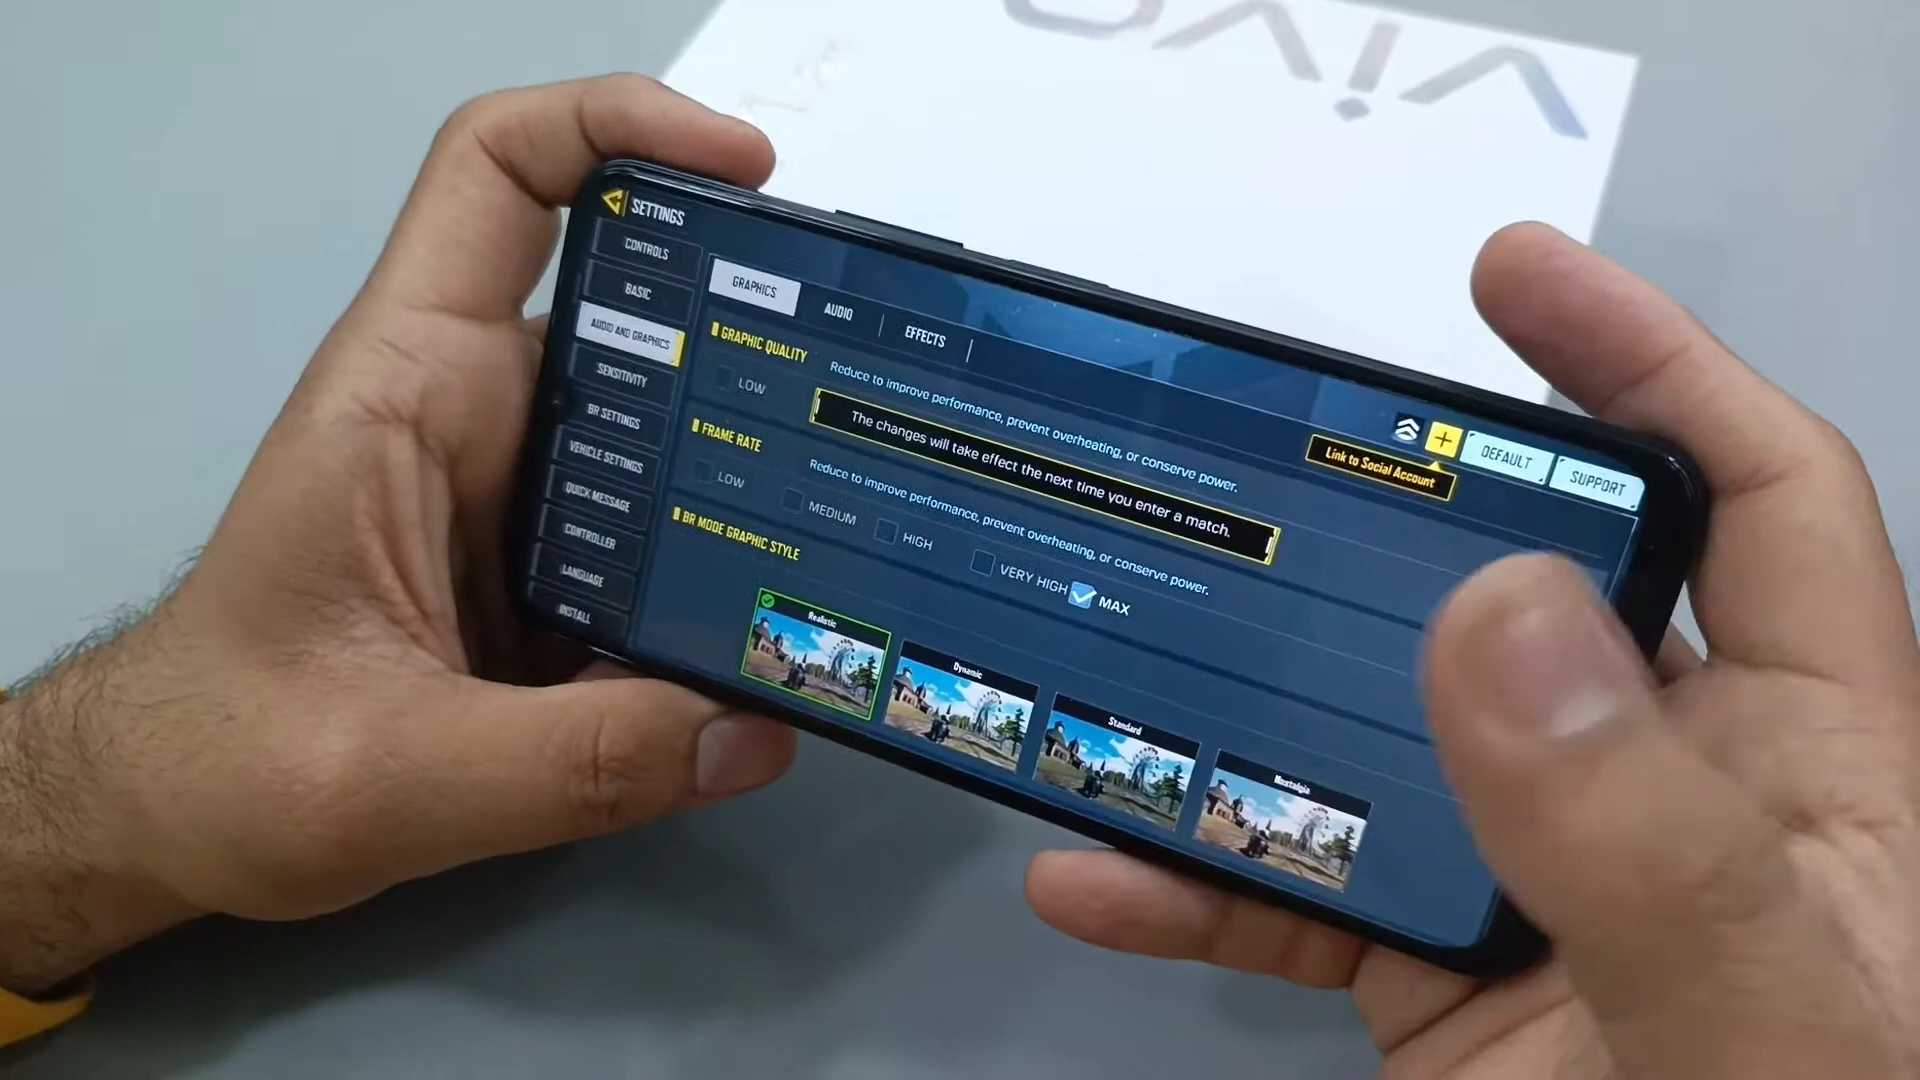 vivo
SETTINGS
CONTROLS
BASIC
AUDIO AND GRAPHICS
SENSITIVITY
BR SETTINGS
VEHICLE SETTINGS
QUICK MESSAGE
CONTROLLER
LANGUAGE
INSTALL
GRAPHICS
AUDIO
EFFECTS
GRAPHIC QUALITY
Reduce to improve performance, prevent overheating, or conserve power.
LOW
The changes will take effect the next time you enter a match.
FRAME RATE
Reduce to improve performance, prevent overheating, or conserve power.
LOW
MEDIUM
HIGH
VERY HIGH
MAX
BR MODE GRAPHIC STYLE
Realistic
Dynamic
Standard
Nostalgia
Link to Social Account
DEFAULT
SUPPORT